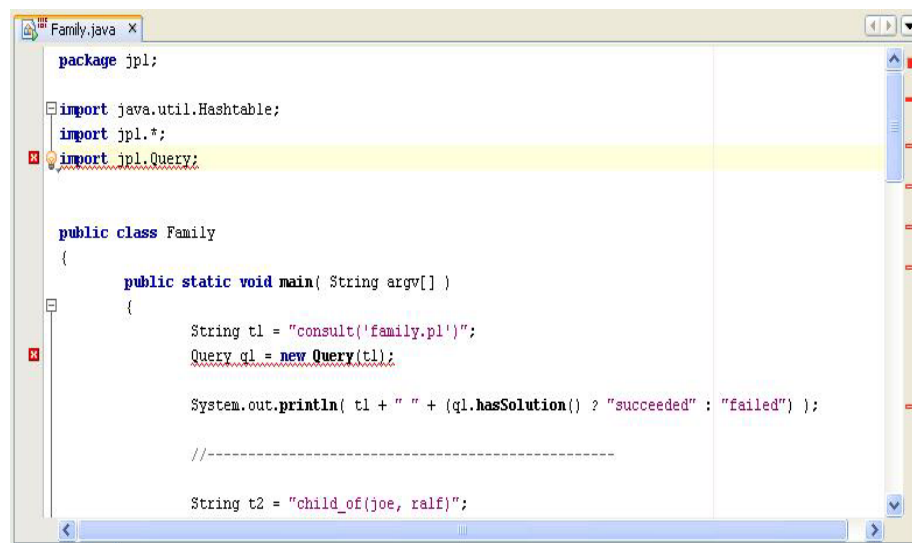 Family.java
package jpl;
import java.util.Hashtable;
import jpl.*;
import jpl.Query;
public class Family
{
public static void main( String argv[] )
{
String t1 = "consult('family.pl')";
Query q1 = new Query(t1);
System.out.println( t1 + " " + (q1.hasSolution() ? "succeeded" : "failed") );
//--------------------------------------------------
String t2 = "child_of(joe, ralf)";